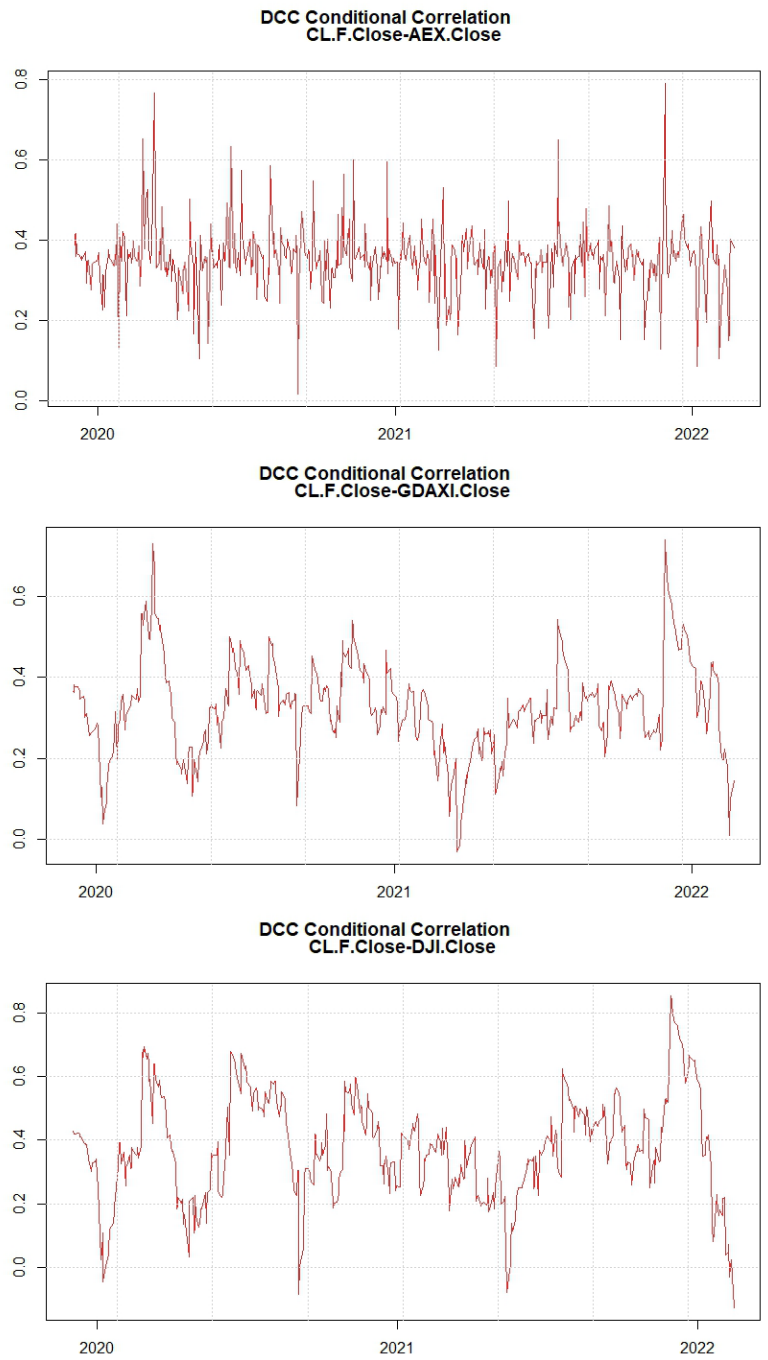 DCC Conditional Correlation
CL.F.Close-AEX.Close
0.8
0.6
0.4
0.2
0.0
2020 2021 2022
DCC Conditional Correlation
CL.F.Close-GDAXI.Close
0.6
0.4
0.2
0.0
2020 2021 2022
DCC Conditional Correlation
CL.F.Close-DJI.Close
0.8
0.6
0.4
0.2
0.0
2020 2021 2022